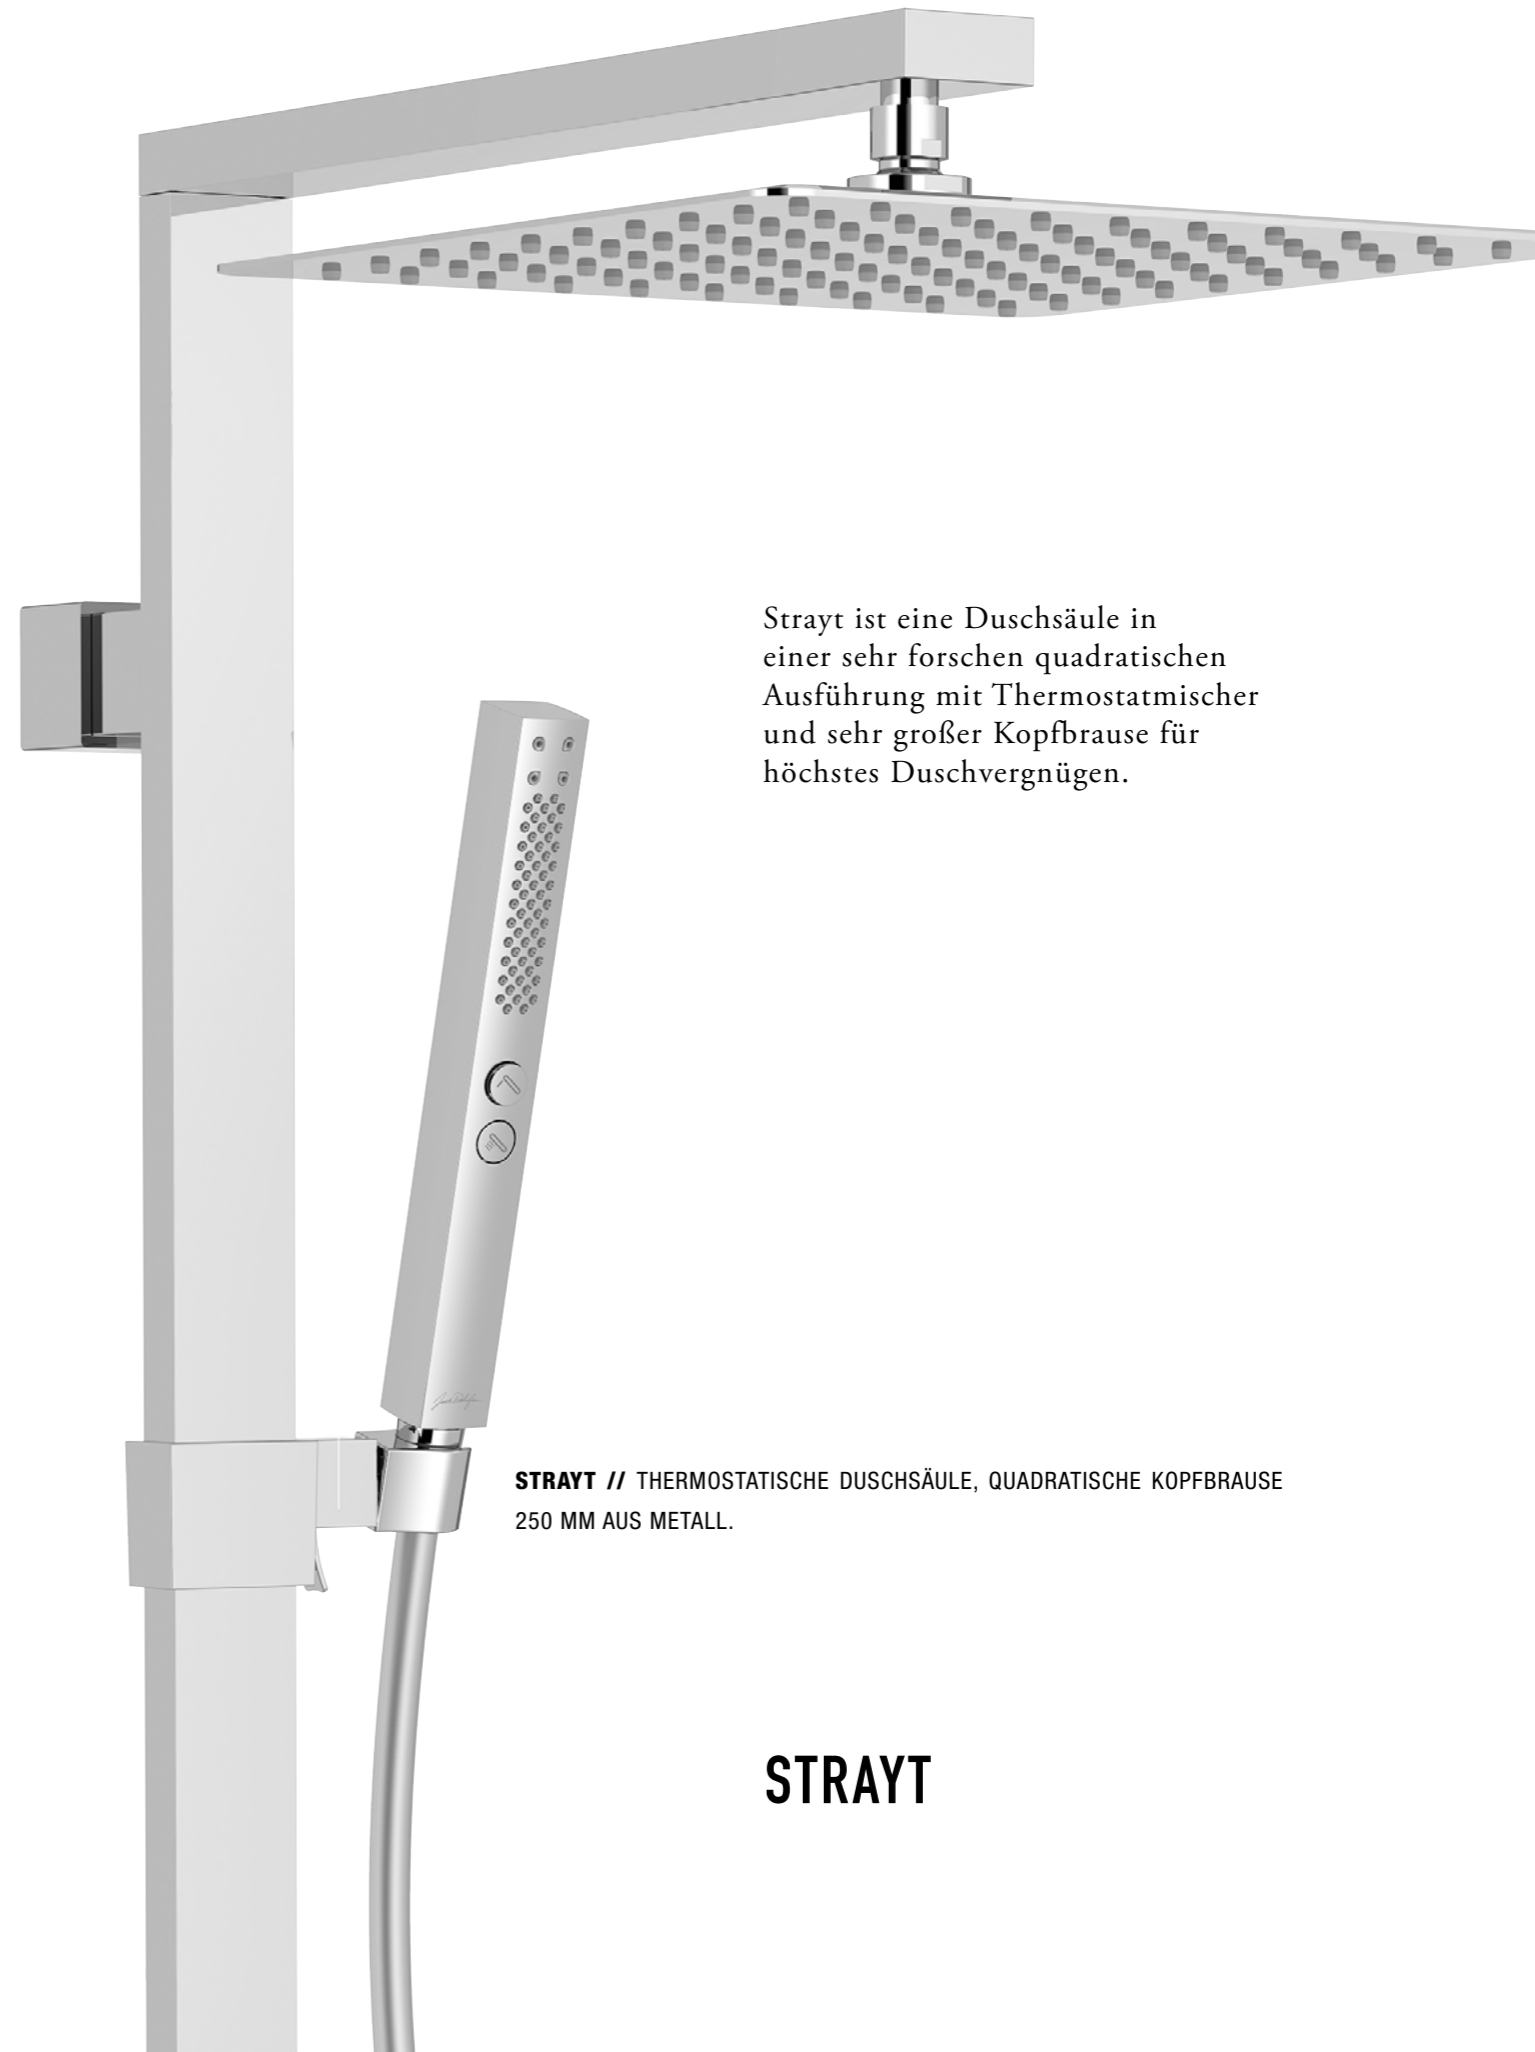 Strayt ist eine Duschsäule in
einer sehr forschen quadratischen
Ausführung mit Thermostatmischer
und sehr großer Kopfbrause für
höchstes Duschvergnügen.
STRAYT // THERMOSTATISCHE DUSCHSÄULE, QUADRATISCHE KOPFBRAUSE
250 MM AUS METALL.
STRAYT